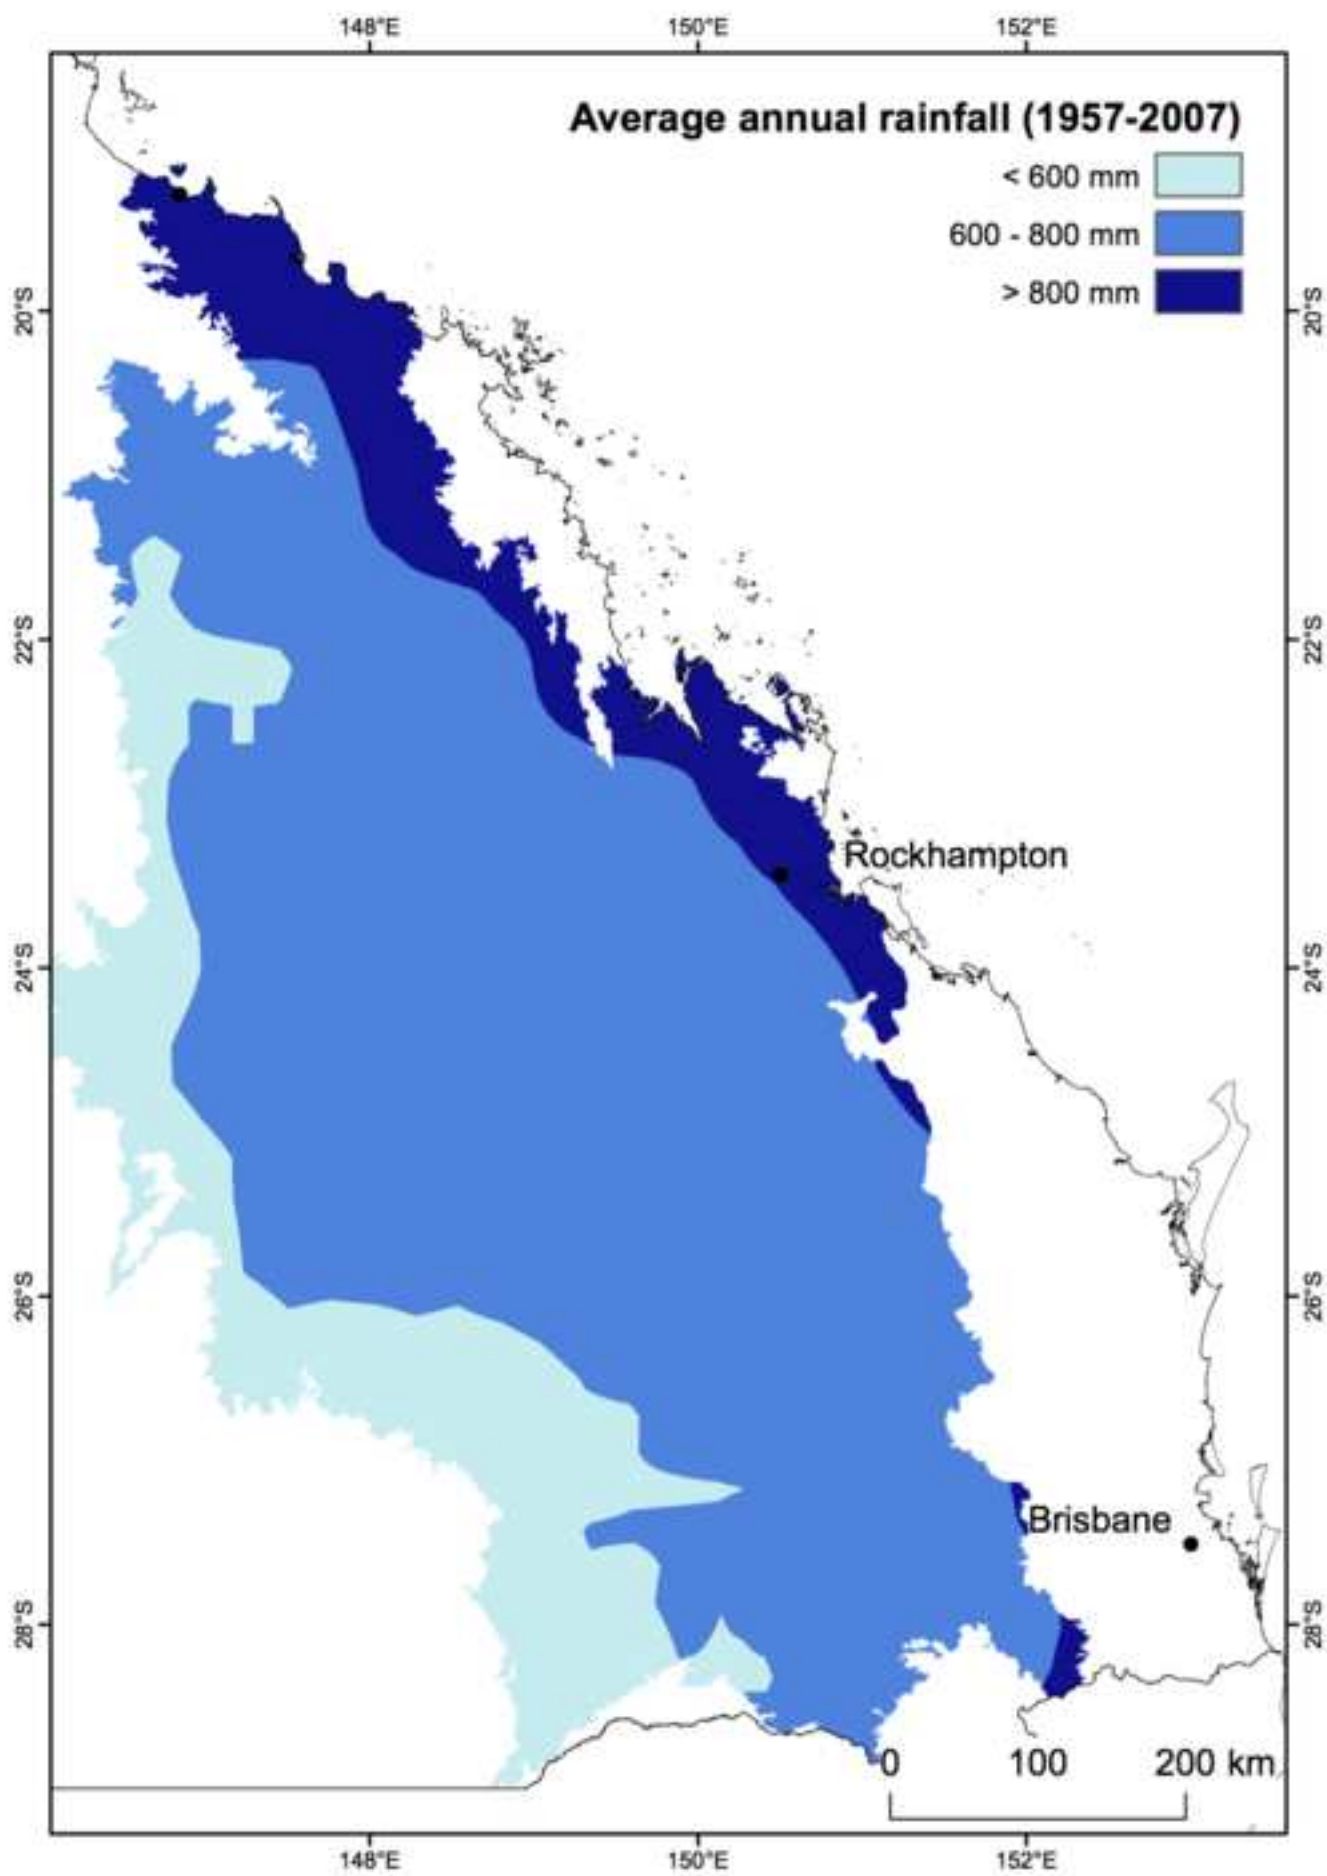 148°E 150°E 152°E
Average annual rainfall (1957-2007)
< 600 mm
600 - 800 mm
> 800 mm
20°S 20°S
22°S 22°S
Rockhampton
24°S 24°S
26°S 26°S
Brisbane
28°S 28°S
0 100 200 km
148°E 150°E 152°E